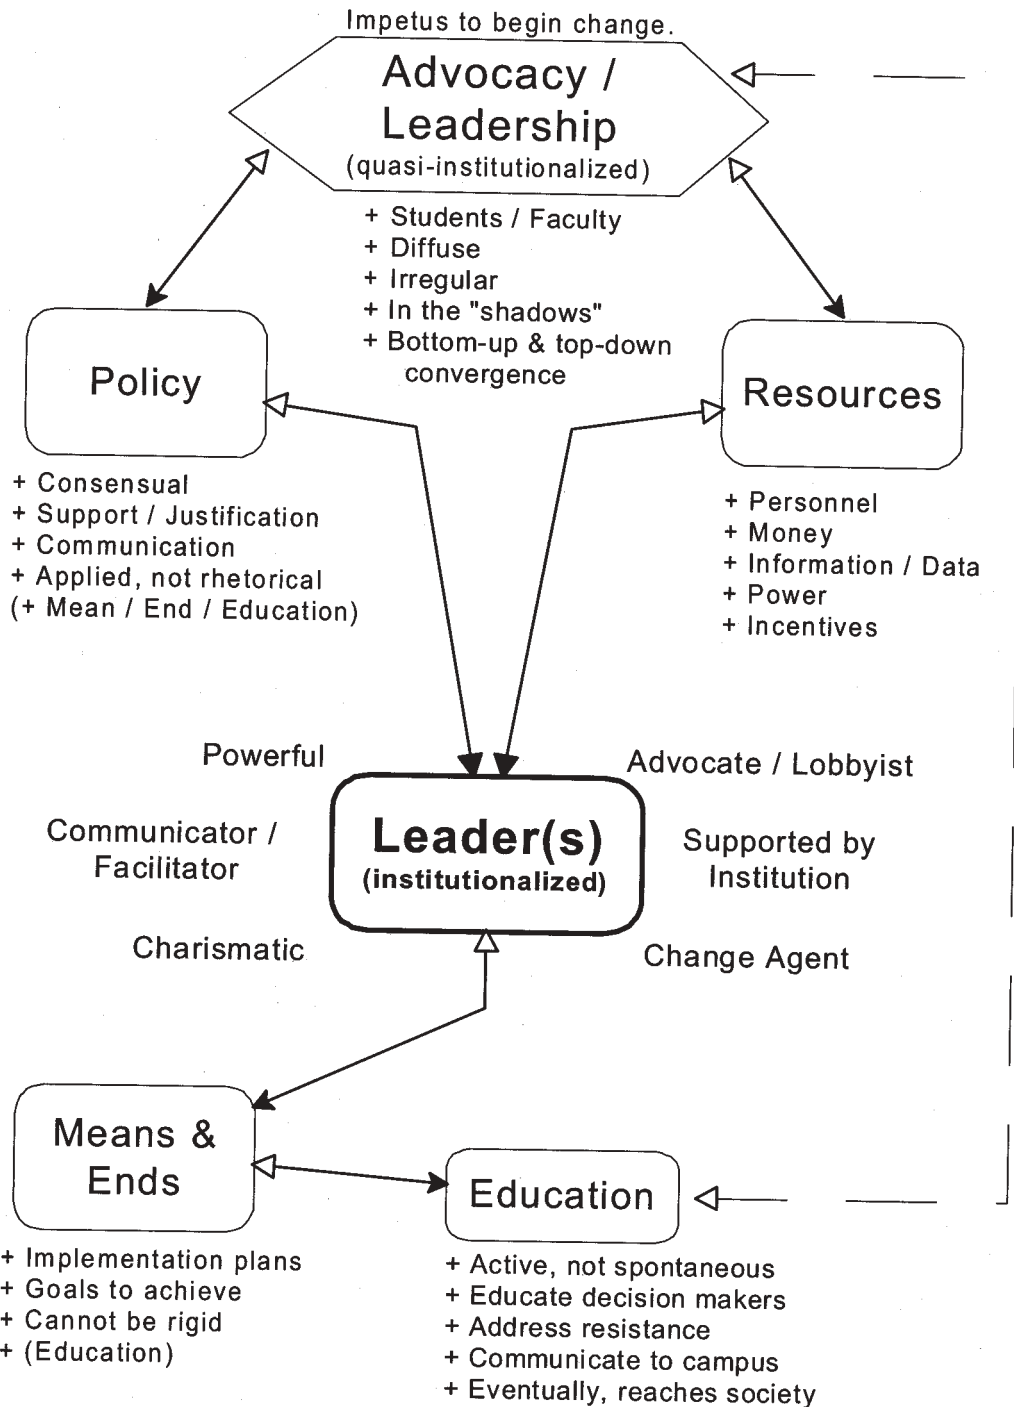 Impetus to begin change.
Advocacy /
Leadership
(quasi-institutionalized)
+ Students / Faculty
+ Diffuse
+ Irregular
+ In the "shadows"
+ Bottom-up & top-down
convergence
Policy
+ Consensual
+ Support / Justification
+ Communication
+ Applied, not rhetorical
(+ Mean / End / Education)
Resources
+ Personnel
+ Money
+ Information / Data
+ Power
+ Incentives
Powerful
Communicator /
Facilitator
Charismatic
Leader(s)
(institutionalized)
Advocate / Lobbyist
Supported by
Institution
Change Agent
Means &
Ends
+ Implementation plans
+ Goals to achieve
+ Cannot be rigid
+ (Education)
Education
+ Active, not spontaneous
+ Educate decision makers
+ Address resistance
+ Communicate to campus
+ Eventually, reaches society